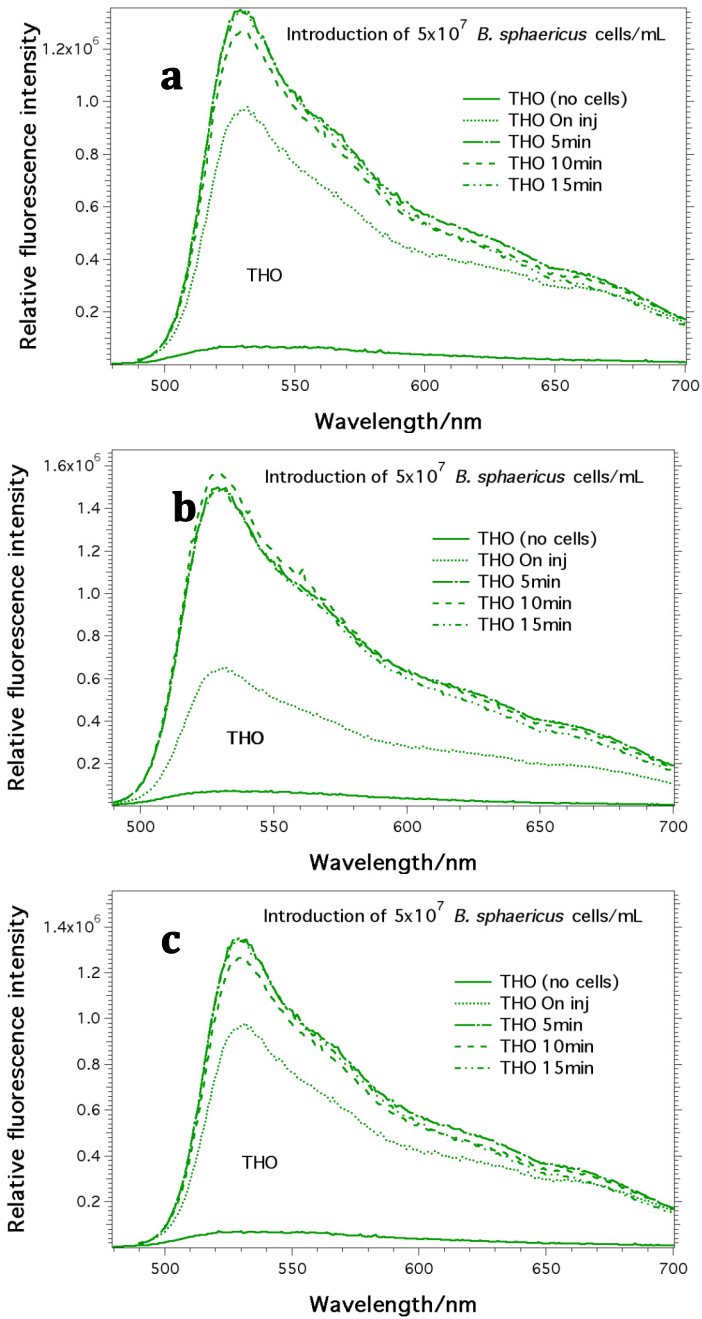 Introduction of 5x10⁷ B. sphaericus cells/mL
a
1.2x10⁶
1.0
0.8
0.6
0.4
0.2
Relative fluorescence intensity
THO (no cells)
THO On inj
THO 5min
THO 10min
THO 15min
THO
500 550 600 650 700
Wavelength/nm
Introduction of 5x10⁷ B. sphaericus cells/mL
b
1.6x10⁶
1.4
1.2
1.0
0.8
0.6
0.4
0.2
Relative fluorescence intensity
THO (no cells)
THO On inj
THO 5min
THO 10min
THO 15min
THO
500 550 600 650 700
Wavelength/nm
Introduction of 5x10⁷ B. sphaericus cells/mL
c
1.4x10⁶
1.2
1.0
0.8
0.6
0.4
0.2
Relative fluorescence intensity
THO (no cells)
THO On inj
THO 5min
THO 10min
THO 15min
THO
500 550 600 650 700
Wavelength/nm